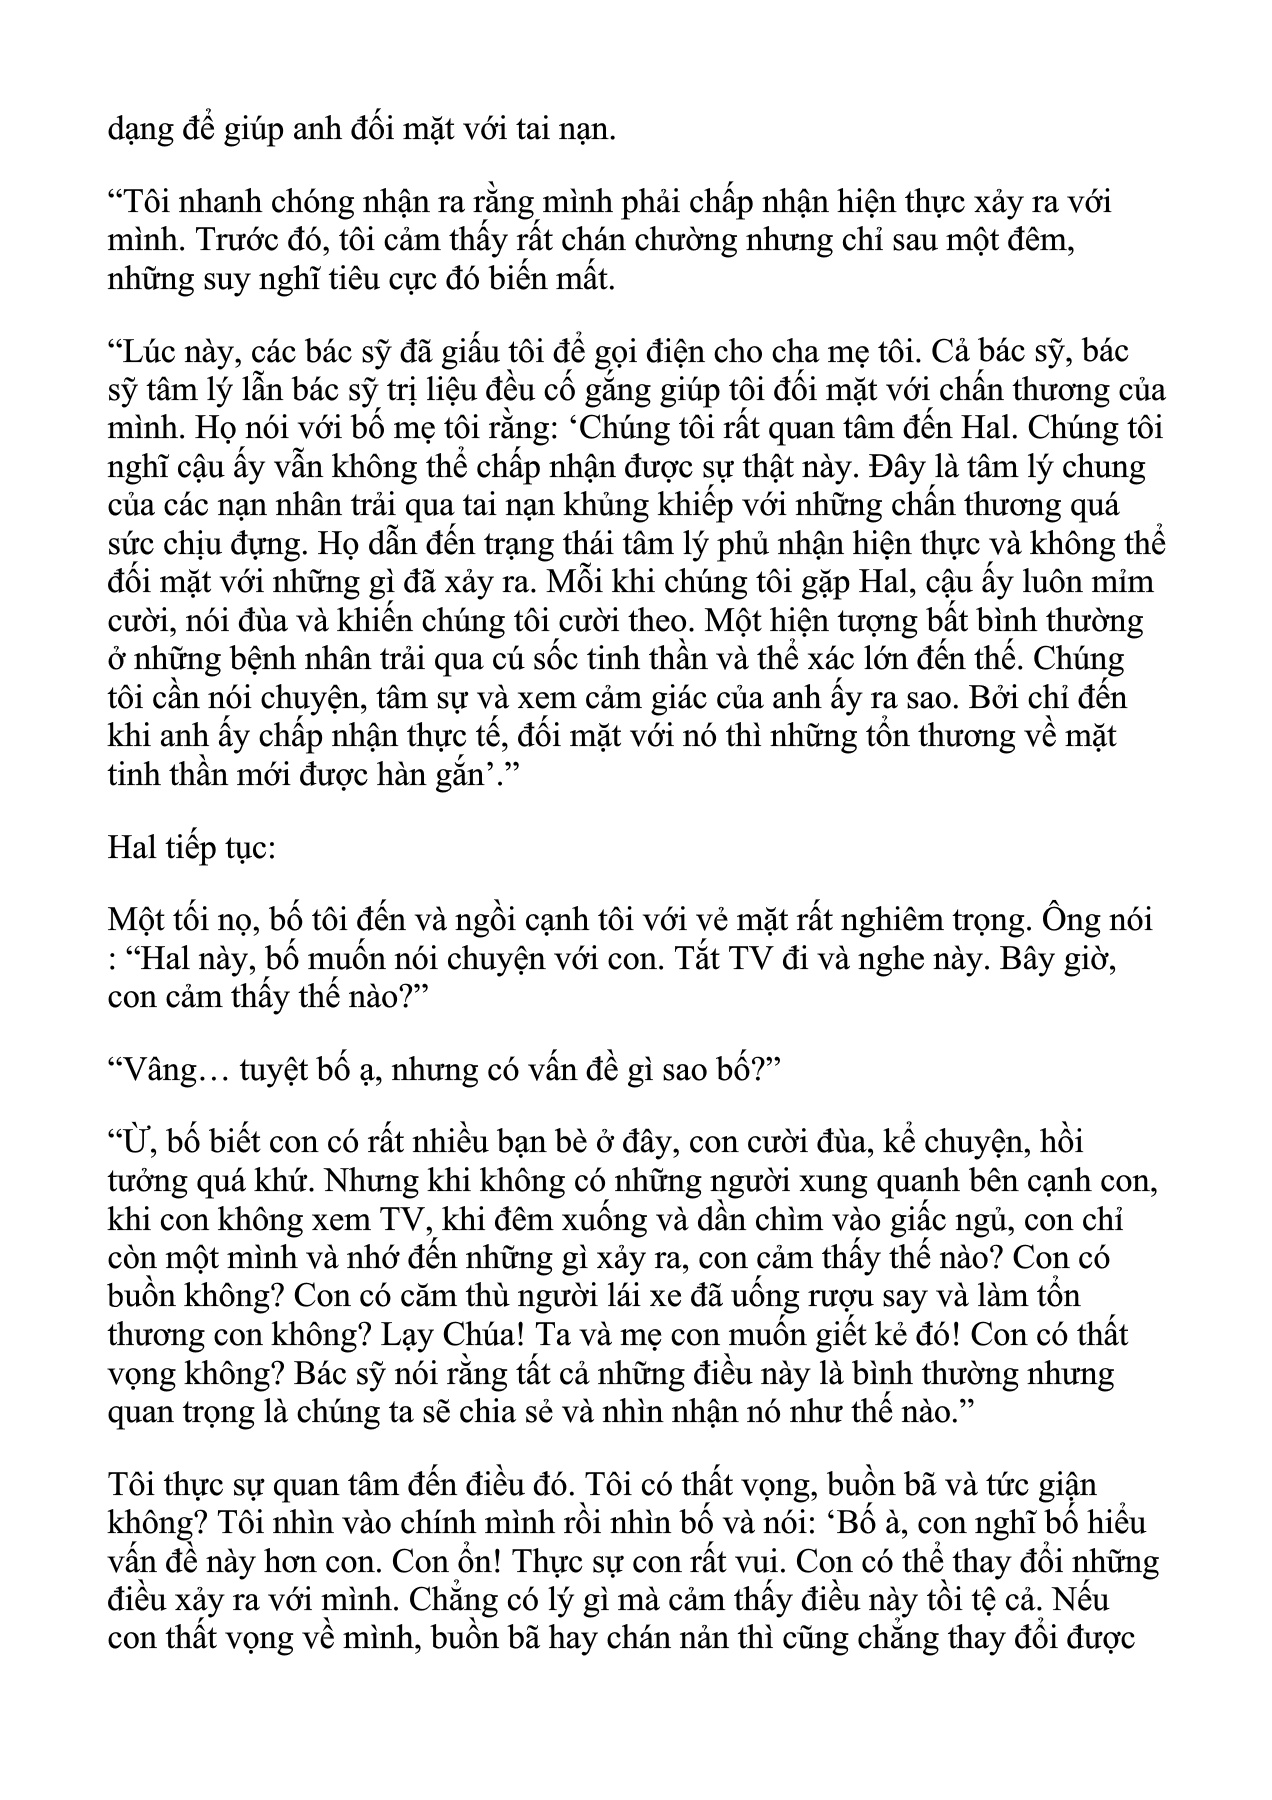 dạng để giúp anh đối mặt với tai nạn.
“Tôi nhanh chóng nhận ra rằng mình phải chấp nhận hiện thực xảy ra với
mình. Trước đó, tôi cảm thấy rất chán chường nhưng chỉ sau một đêm,
những suy nghĩ tiêu cực đó biến mất.
“Lúc này, các bác sỹ đã giấu tôi để gọi điện cho cha mẹ tôi. Cả bác sỹ, bác
sỹ tâm lý lẫn bác sỹ trị liệu đều cố gắng giúp tôi đối mặt với chấn thương của
mình. Họ nói với bố mẹ tôi rằng: ‘Chúng tôi rất quan tâm đến Hal. Chúng tôi
nghĩ cậu ấy vẫn không thể chấp nhận được sự thật này. Đây là tâm lý chung
của các nạn nhân trải qua tai nạn khủng khiếp với những chấn thương quá
sức chịu đựng. Họ dẫn đến trạng thái tâm lý phủ nhận hiện thực và không thể
đối mặt với những gì đã xảy ra. Mỗi khi chúng tôi gặp Hal, cậu ấy luôn mỉm
cười, nói đùa và khiến chúng tôi cười theo. Một hiện tượng bất bình thường
ở những bệnh nhân trải qua cú sốc tinh thần và thể xác lớn đến thế. Chúng
tôi cần nói chuyện, tâm sự và xem cảm giác của anh ấy ra sao. Bởi chỉ đến
khi anh ấy chấp nhận thực tế, đối mặt với nó thì những tổn thương về mặt
tinh thần mới được hàn gắn’.”
Hal tiếp tục:
Một tối nọ, bố tôi đến và ngồi cạnh tôi với vẻ mặt rất nghiêm trọng. Ông nói
: “Hal này, bố muốn nói chuyện với con. Tắt TV đi và nghe này. Bây giờ,
con cảm thấy thế nào?”
“Vâng… tuyệt bố ạ, nhưng có vấn đề gì sao bố?”
“Ừ, bố biết con có rất nhiều bạn bè ở đây, con cười đùa, kể chuyện, hồi
tưởng quá khứ. Nhưng khi không có những người xung quanh bên cạnh con,
khi con không xem TV, khi đêm xuống và dần chìm vào giấc ngủ, con chỉ
còn một mình và nhớ đến những gì xảy ra, con cảm thấy thế nào? Con có
buồn không? Con có căm thù người lái xe đã uống rượu say và làm tổn
thương con không? Lạy Chúa! Ta và mẹ con muốn giết kẻ đó! Con có thất
vọng không? Bác sỹ nói rằng tất cả những điều này là bình thường nhưng
quan trọng là chúng ta sẽ chia sẻ và nhìn nhận nó như thế nào.”
Tôi thực sự quan tâm đến điều đó. Tôi có thất vọng, buồn bã và tức giận
không? Tôi nhìn vào chính mình rồi nhìn bố và nói: ‘Bố à, con nghĩ bố hiểu
vấn đề này hơn con. Con ổn! Thực sự con rất vui. Con có thể thay đổi những
điều xảy ra với mình. Chẳng có lý gì mà cảm thấy điều này tồi tệ cả. Nếu
con thất vọng về mình, buồn bã hay chán nản thì cũng chẳng thay đổi được